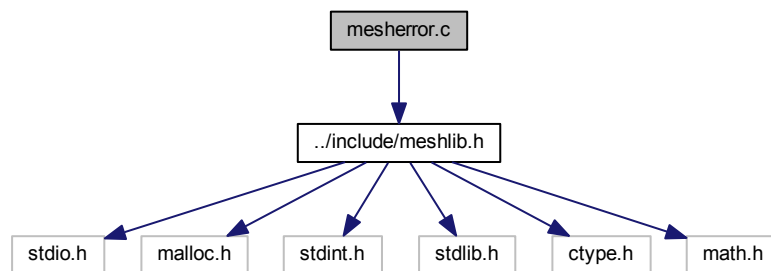 mesherror.c
../include/meshlib.h
stdio.h malloc.h stdint.h stdlib.h ctype.h math.h